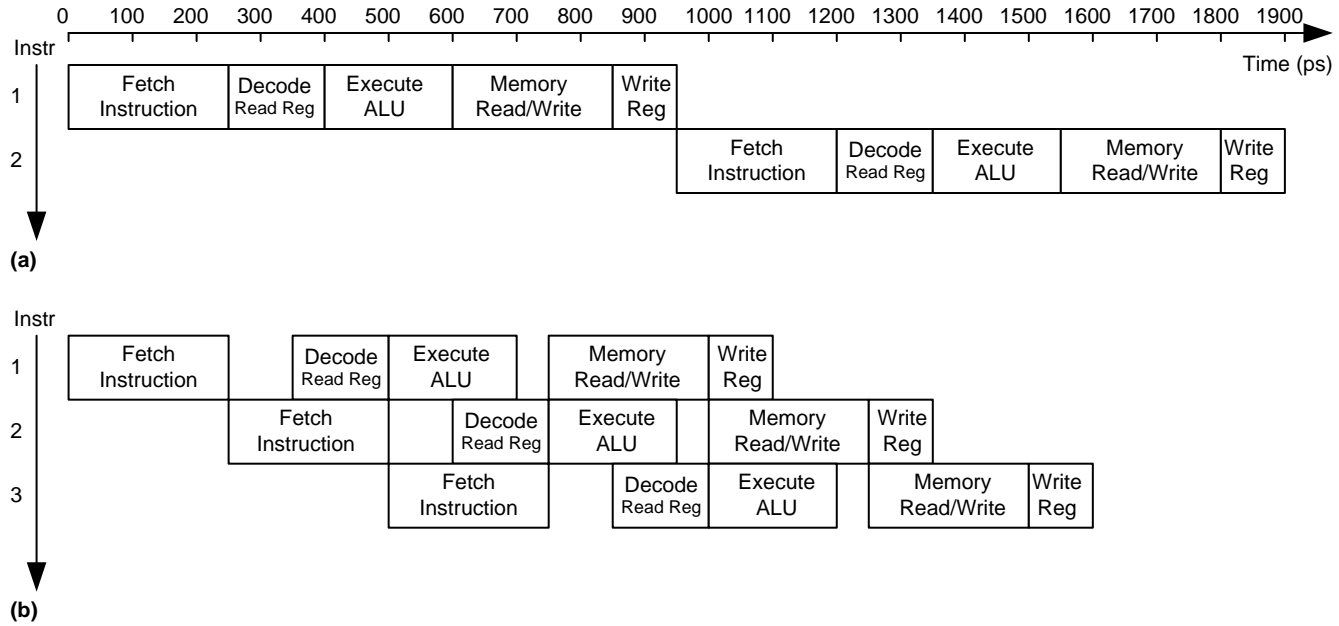 0 100 200 300 400 500 600 700 800 900 1000 1100 1200 1300 1400 1500 1600 1700 1800 1900
Instr
Time (ps)
1
Fetch
Instruction
Decode
Read Reg
Execute
ALU
Memory
Read/Write
Write
Reg
2
Fetch
Instruction
Decode
Read Reg
Execute
ALU
Memory
Read/Write
Write
Reg
(a)
Instr
1
Fetch
Instruction
Decode
Read Reg
Execute
ALU
Memory
Read/Write
Write
Reg
2
Fetch
Instruction
Decode
Read Reg
Execute
ALU
Memory
Read/Write
Write
Reg
3
Fetch
Instruction
Decode
Read Reg
Execute
ALU
Memory
Read/Write
Write
Reg
(b)